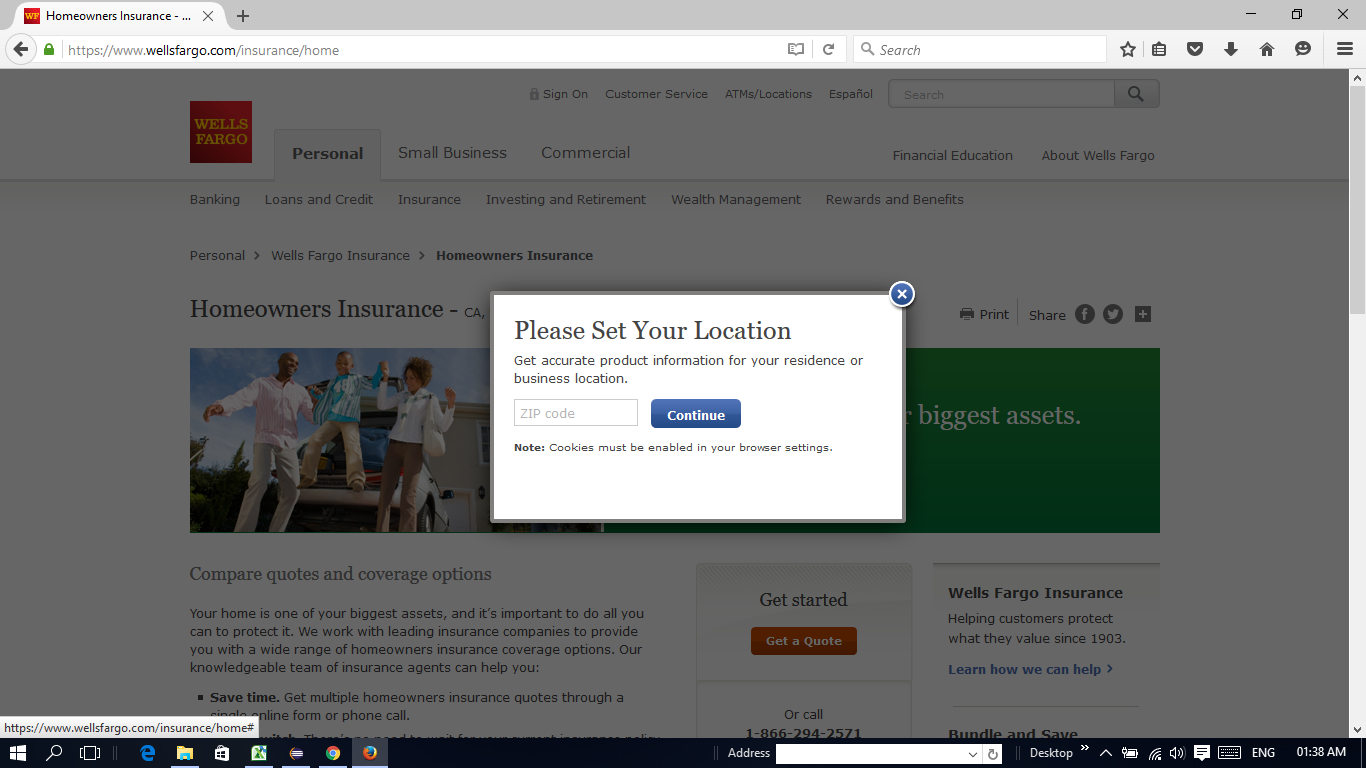 Homeowners Insurance - ...
https://www.wellsfargo.com/insurance/home
Search
Sign On Customer Service ATMs/Locations Español Search
WELLS
FARGO
Personal Small Business Commercial
Financial Education About Wells Fargo
Banking Loans and Credit Insurance Investing and Retirement Wealth Management Rewards and Benefits
Personal > Wells Fargo Insurance > Homeowners Insurance
Homeowners Insurance - CA,
Print Share
Please Set Your Location
Get accurate product information for your residence or
business location.
ZIP code Continue
Note: Cookies must be enabled in your browser settings.
biggest assets.
Compare quotes and coverage options
Your home is one of your biggest assets, and it's important to do all you
can to protect it. We work with leading insurance companies to provide
you with a wide range of homeowners insurance coverage options. Our
knowledgeable team of insurance agents can help you:
Save time. Get multiple homeowners insurance quotes through a
single online form or phone call.
Get started
Get a Quote
Or call
1-866-294-2571
Wells Fargo Insurance
Helping customers protect
what they value since 1903.
Learn how we can help >
Bundle and Save
https://www.wellsfargo.com/insurance/home#
Address Desktop ENG 01:38 AM